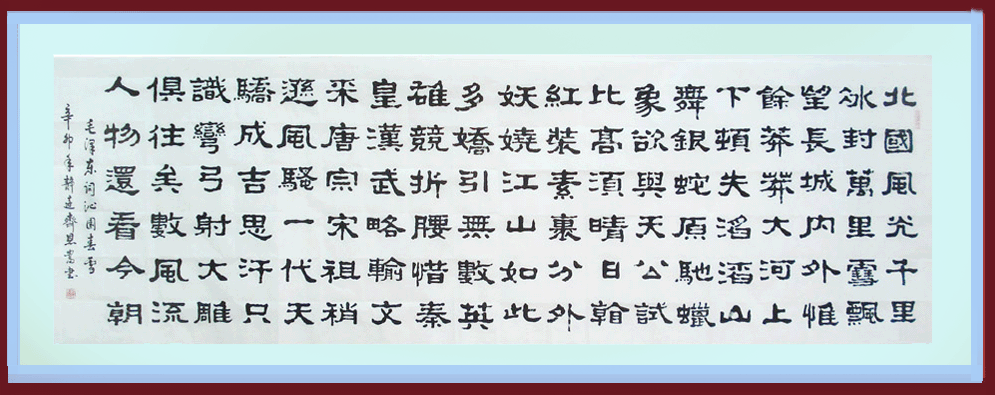 北國風光千里
冰封萬里雪飄
望長城內外惟
餘莽莽大河上
下頓失滔滔山
舞銀蛇原馳蠟
象欲與天公試
比高須晴日
紅裝素裹分外
妖嬈江山如此
多嬌引無數英
雄競折腰惜秦
皇漢武略輸文
采唐宗宋祖稍
遜風騷一代天
驕成吉思汗只
識彎弓射大雕
俱往矣數風流
人物還看今朝
毛澤东词沁园春雪
辛卯年静